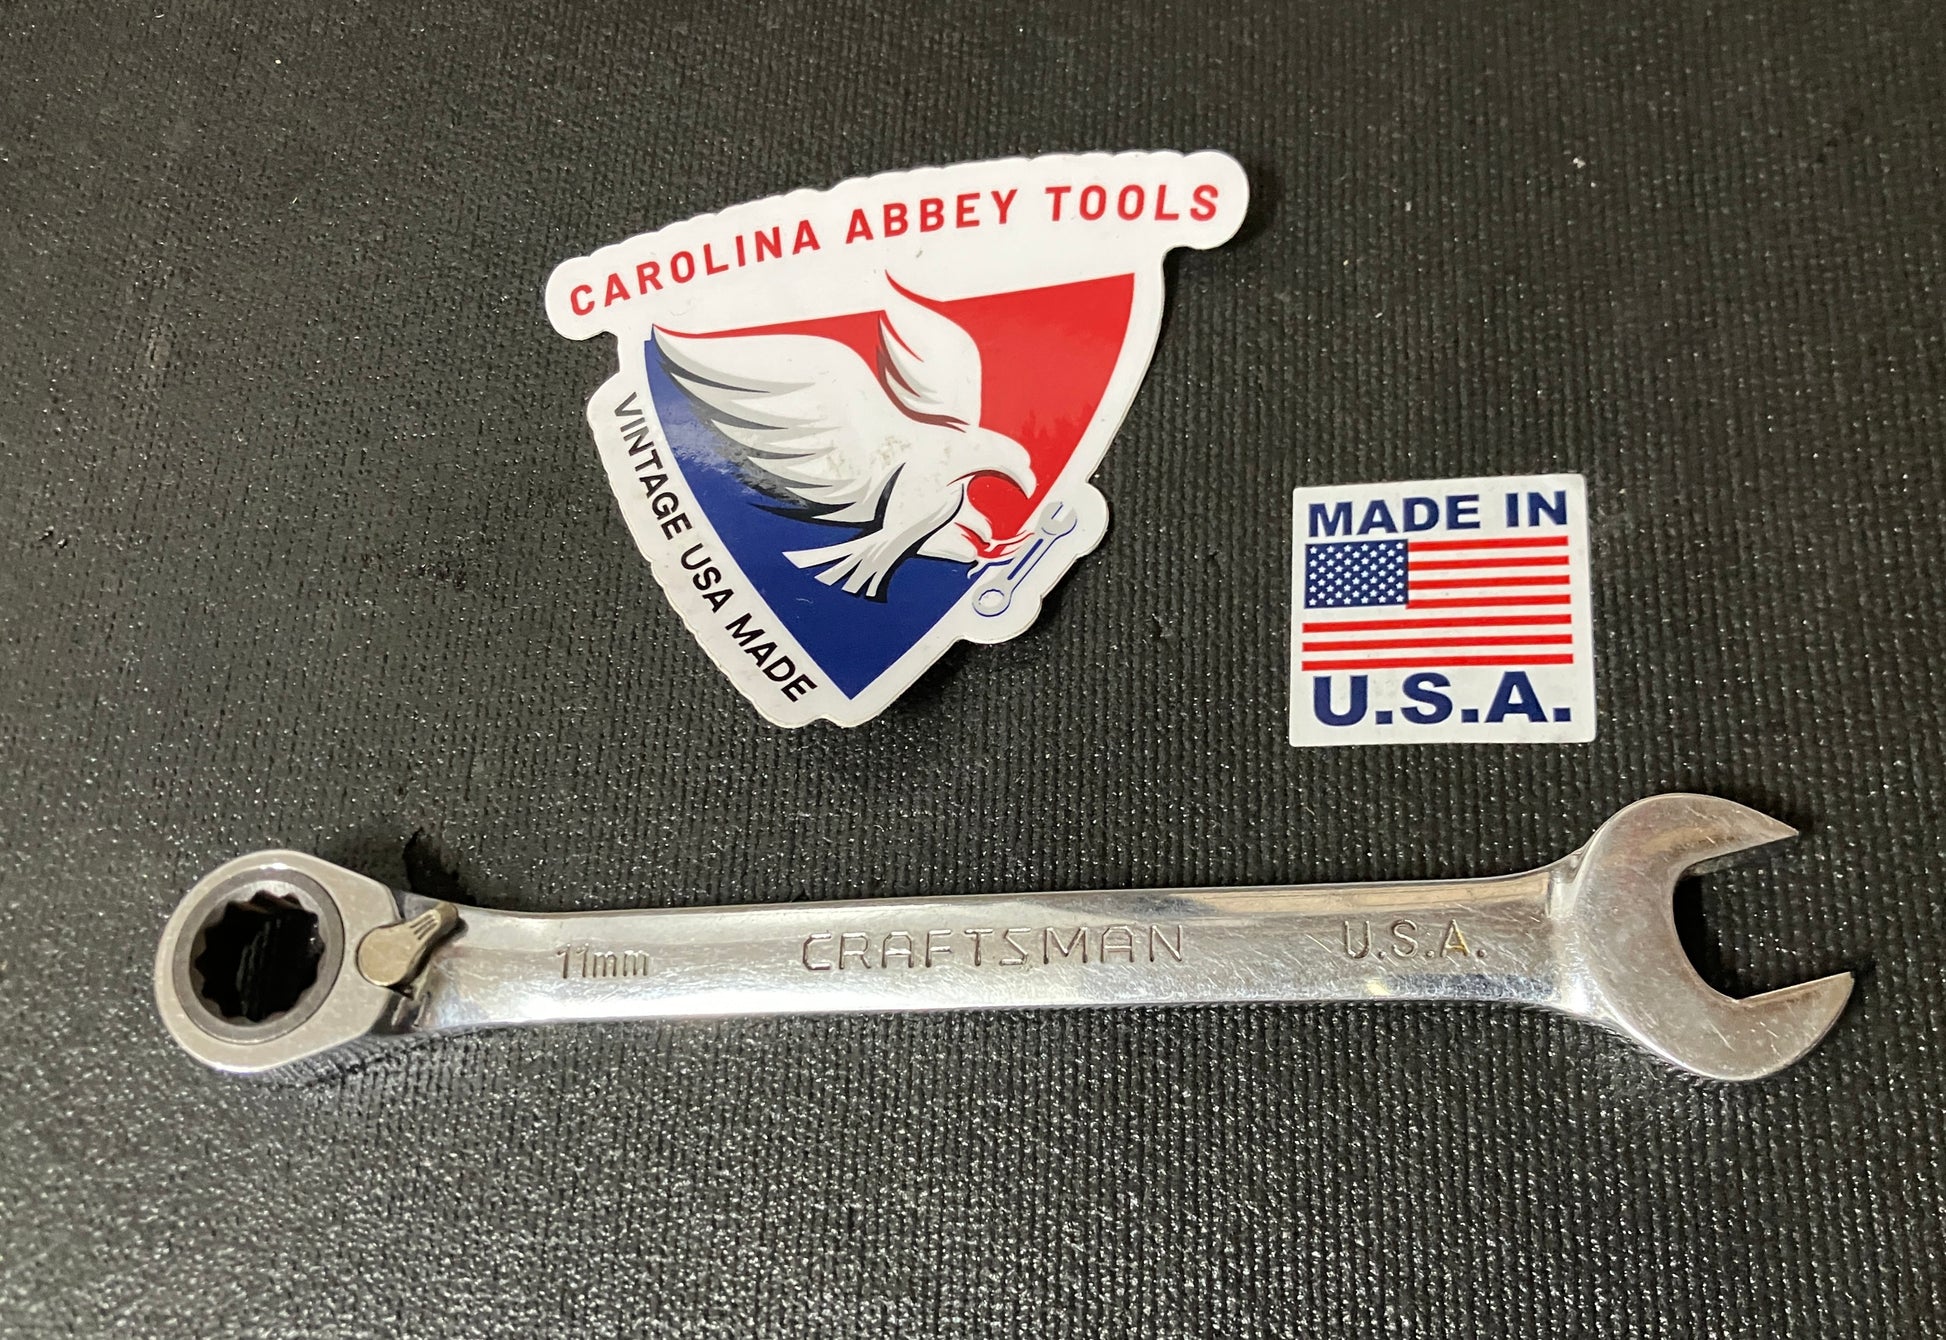 CAROLINA ABBEY TOOLS
VINTAGE USA MADE
MADE IN
U.S.A.
11mm
CRAFTSMAN
U.S.A.